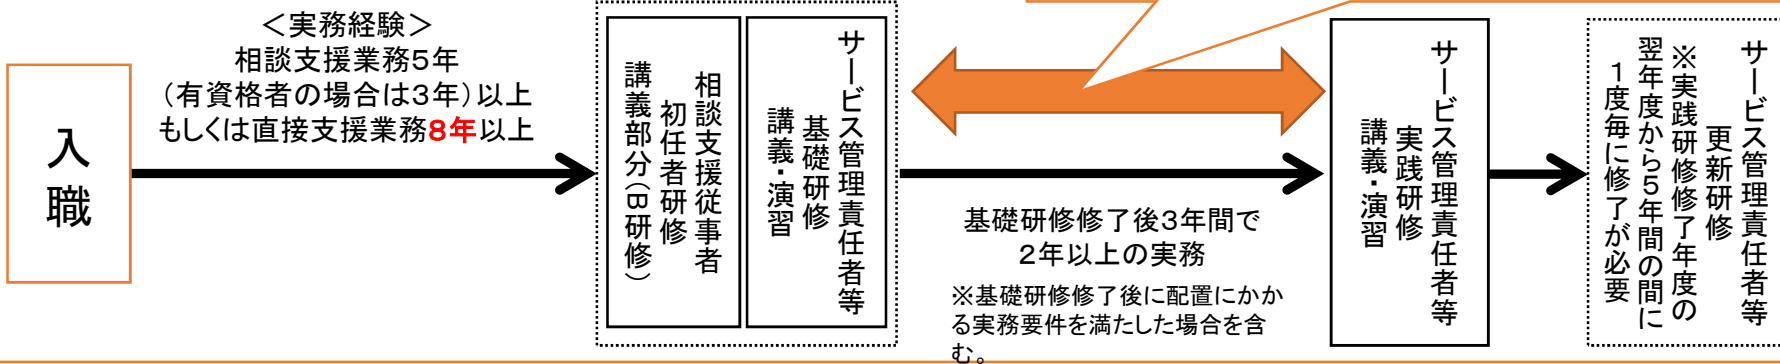 入職
＜実務経験＞
相談支援業務５年
（有資格者の場合は３年）以上
もしくは直接支援業務８年以上
相談支援従事者
初任者研修
講義部分（Ｂ研修）
サービス管理責任者等
基礎研修
講義・演習
基礎研修修了後３年間で
２年以上の実務
※基礎研修修了後に配置にかか
る実務要件を満たした場合を含
む。
サービス管理責任者等
実践研修
講義・演習
サービス管理責任者等
更新研修
※実践研修修了年度の
翌年度から５年間の間に
１度毎に修了が必要